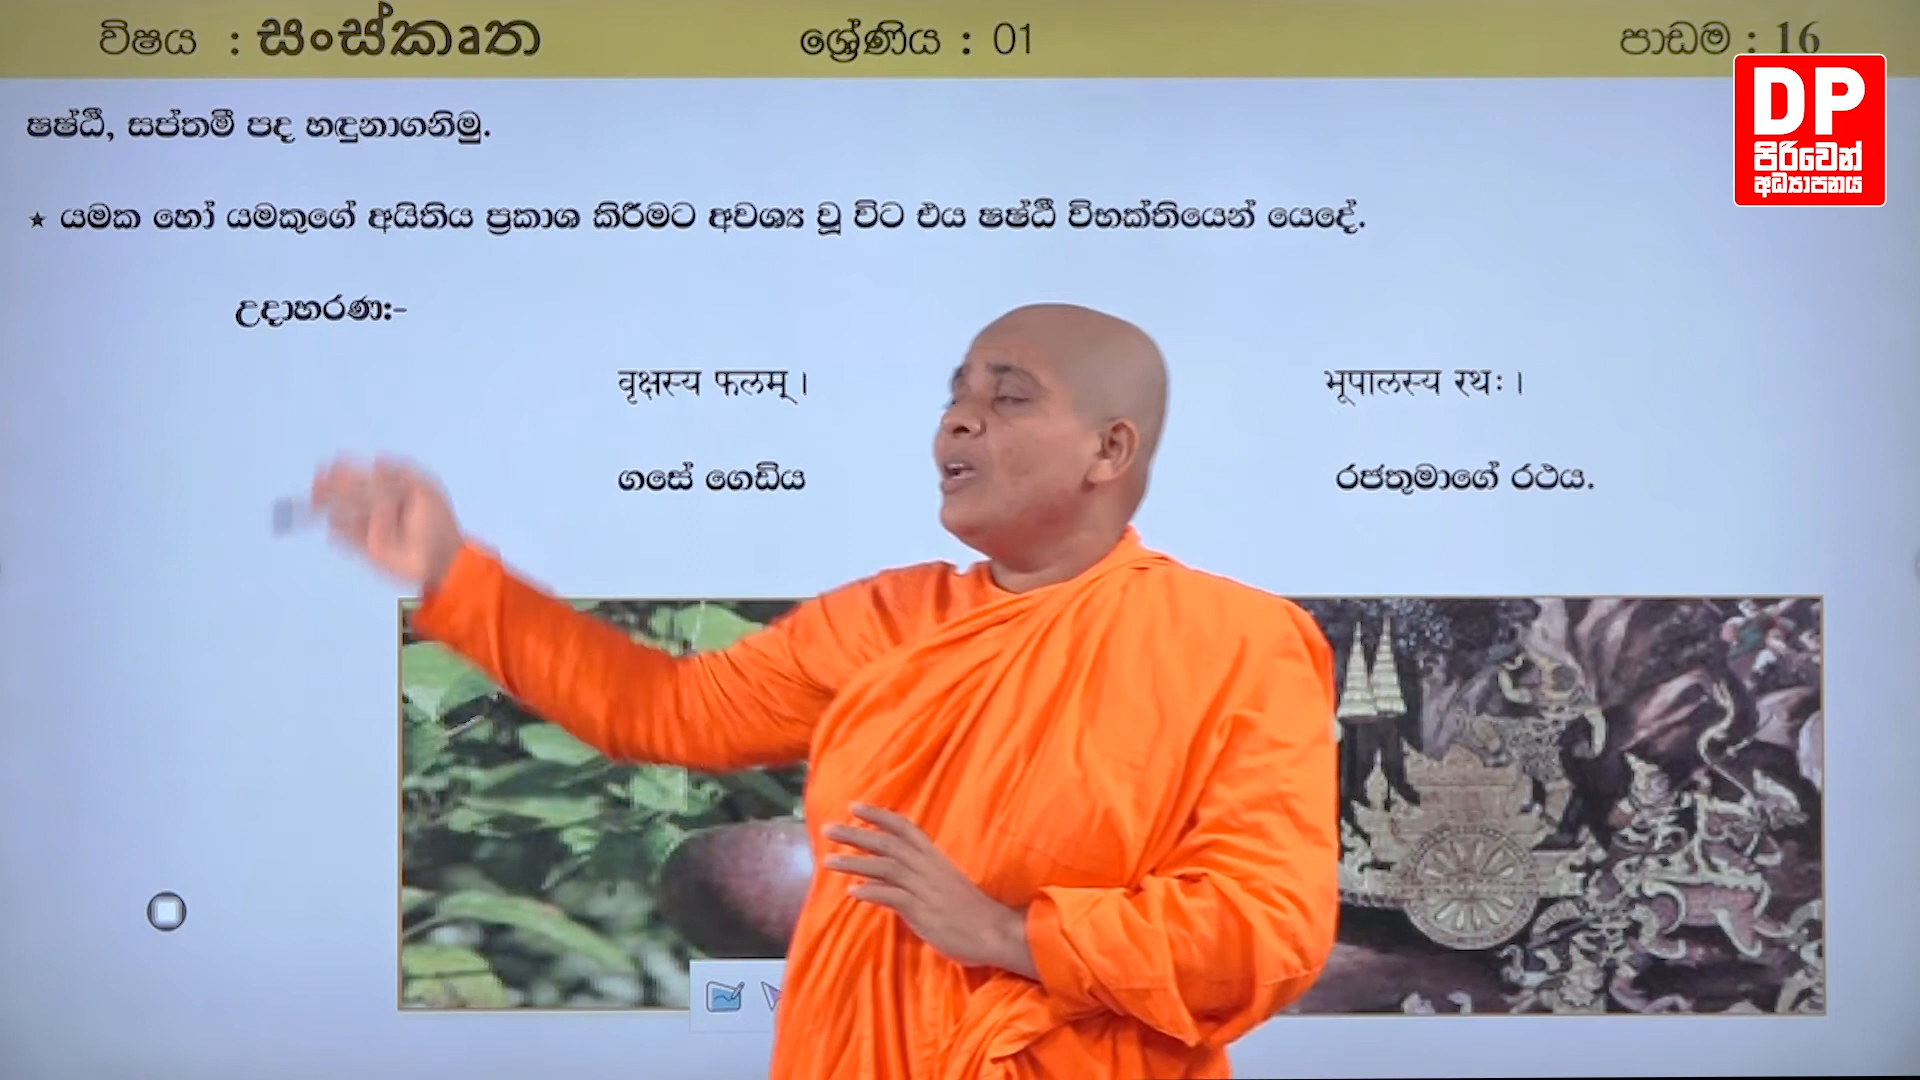 විෂය : සංස්කෘත ශ්‍රේණිය : 01 පාඩම : 16
DP
පිරිවෙන්
අධ්‍යාපනය
ෂෂ්ඨී, සප්තමී පද හඳුනාගනිමු.
⋆ යමක හෝ යමකුගේ අයිතිය ප්‍රකාශ කිරීමට අවශ්‍ය වූ විට එය ෂෂ්ඨී විභක්තියෙන් යෙදේ.
උදාහරණ:-
वृक्षस्य फलम् । भूपालस्य रथः ।
ගසේ ගෙඩිය රජතුමාගේ රථය.